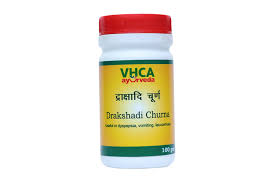 VHCA
ayurveda
द्राक्षादि चूर्ण
Drakshadi Churna
Useful in dyspepsia, vomiting, leucorrhoea
100 gm